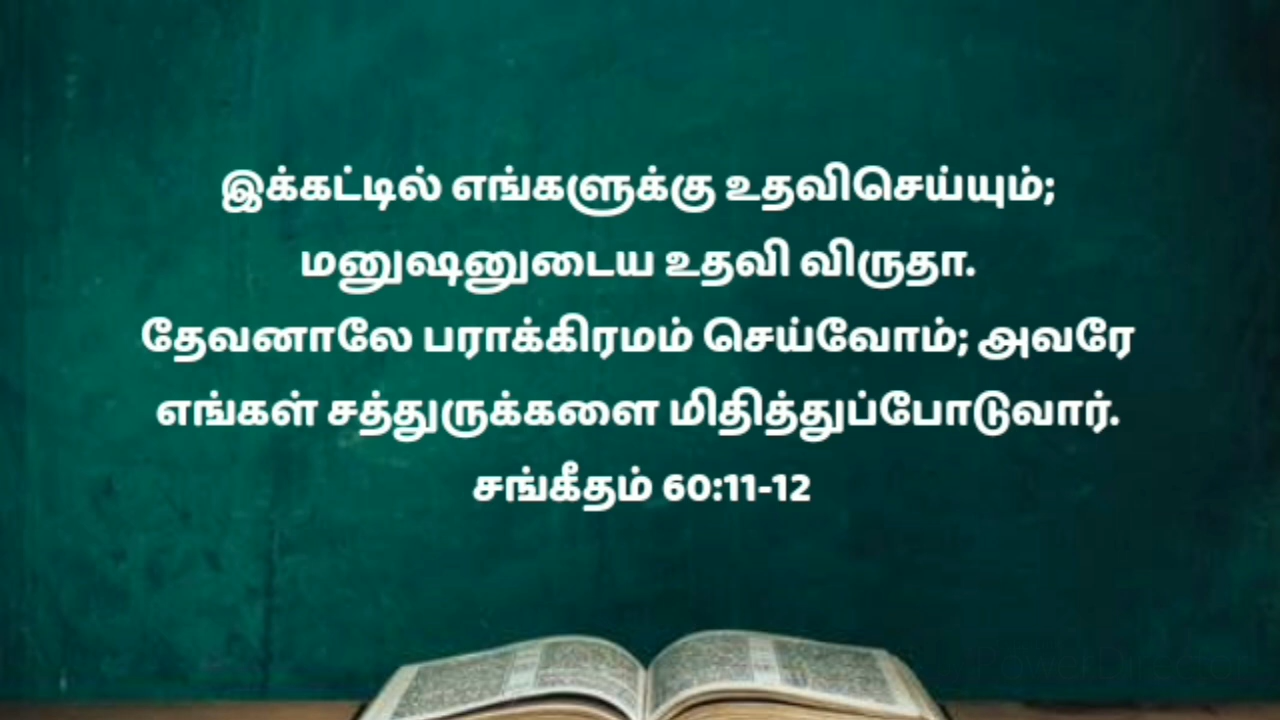 இக்கட்டில் எங்களுக்கு உதவிசெய்யும்;
மனுஷனுடைய உதவி விருதா.
தேவனாலே பராக்கிரமம் செய்வோம்; அவரே
எங்கள் சத்துருக்களை மிதித்துப்போடுவார்.
சங்கீதம் 60:11-12